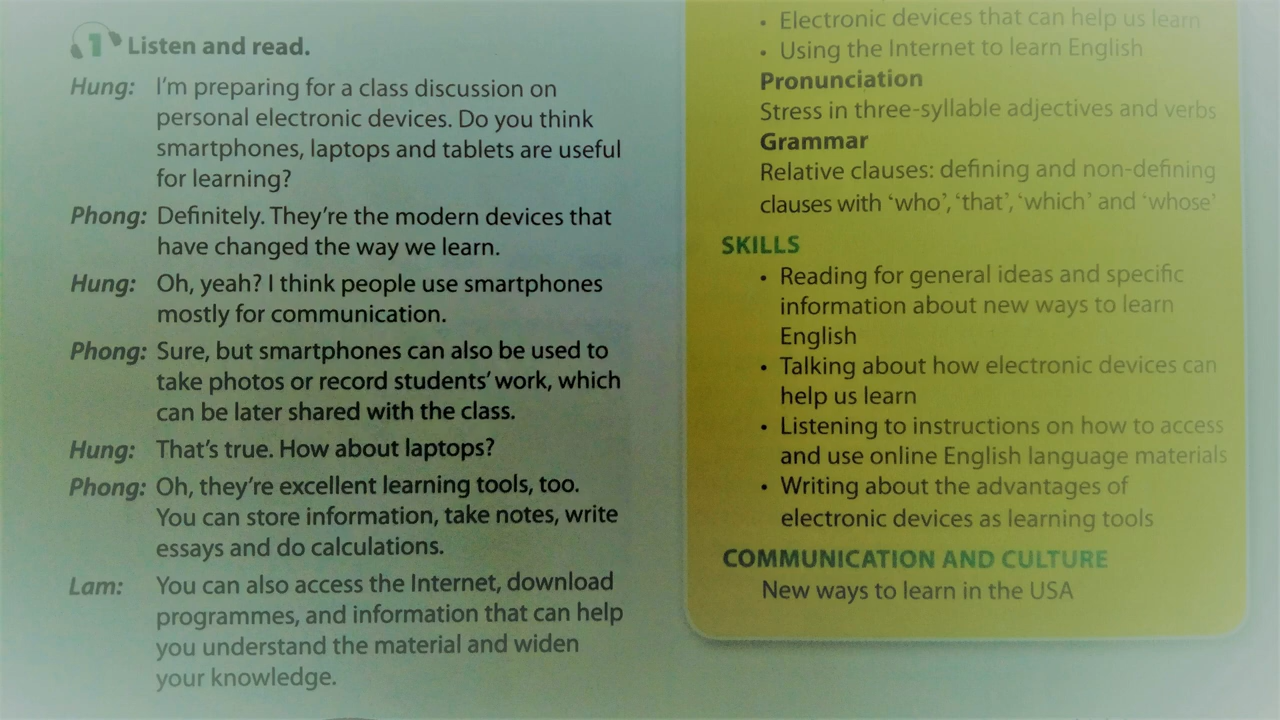 1 Listen and read.
Hung: I'm preparing for a class discussion on
personal electronic devices. Do you think
smartphones, laptops and tablets are useful
for learning?
Phong: Definitely. They're the modern devices that
have changed the way we learn.
Hung: Oh, yeah? I think people use smartphones
mostly for communication.
Phong: Sure, but smartphones can also be used to
take photos or record students' work, which
can be later shared with the class.
Hung: That's true. How about laptops?
Phong: Oh, they're excellent learning tools, too.
You can store information, take notes, write
essays and do calculations.
Lam: You can also access the Internet, download
programmes, and information that can help
you understand the material and widen
your knowledge.
• Electronic devices that can help us learn
• Using the Internet to learn English
Pronunciation
Stress in three-syllable adjectives and verbs
Grammar
Relative clauses: defining and non-defining
clauses with 'who', 'that', 'which' and 'whose'
SKILLS
• Reading for general ideas and specific
information about new ways to learn
English
• Talking about how electronic devices can
help us learn
• Listening to instructions on how to access
and use online English language materials
• Writing about the advantages of
electronic devices as learning tools
COMMUNICATION AND CULTURE
New ways to learn in the USA